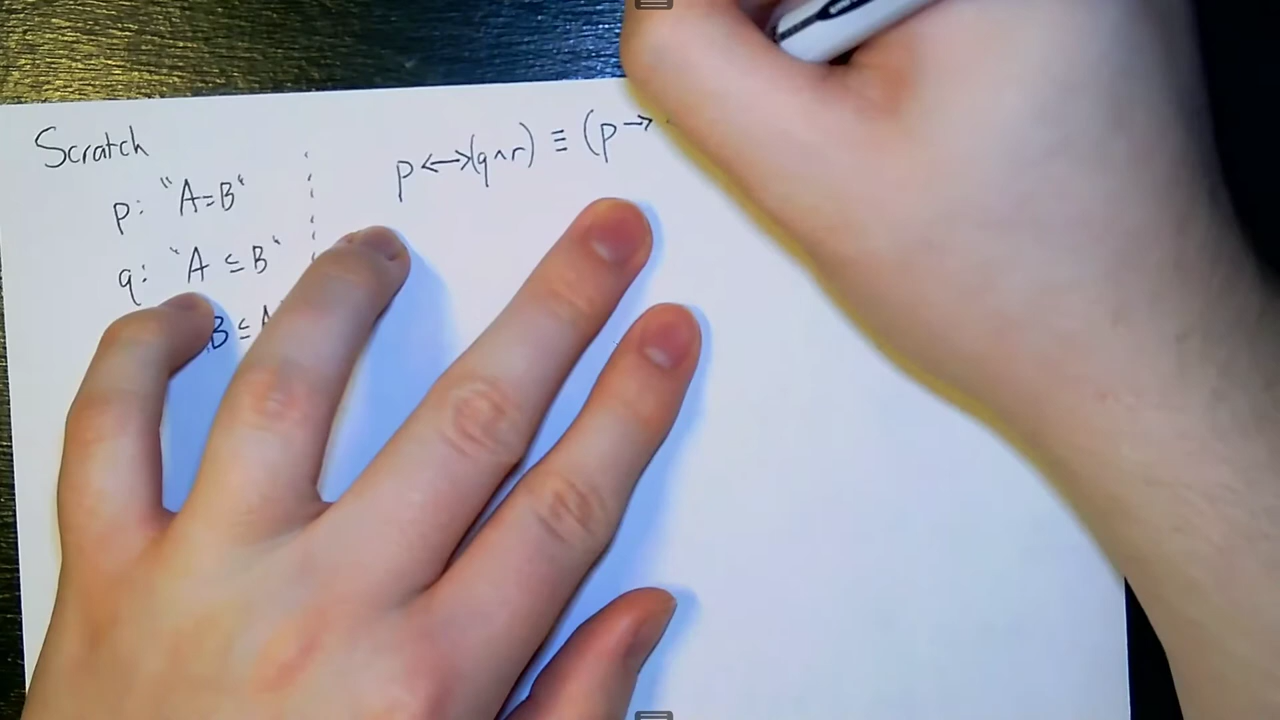 Scratch
p: "A=B"
q: "A ⊆ B"
B ⊆ A
p ⟷ (q ∧ r) ≡ (p →